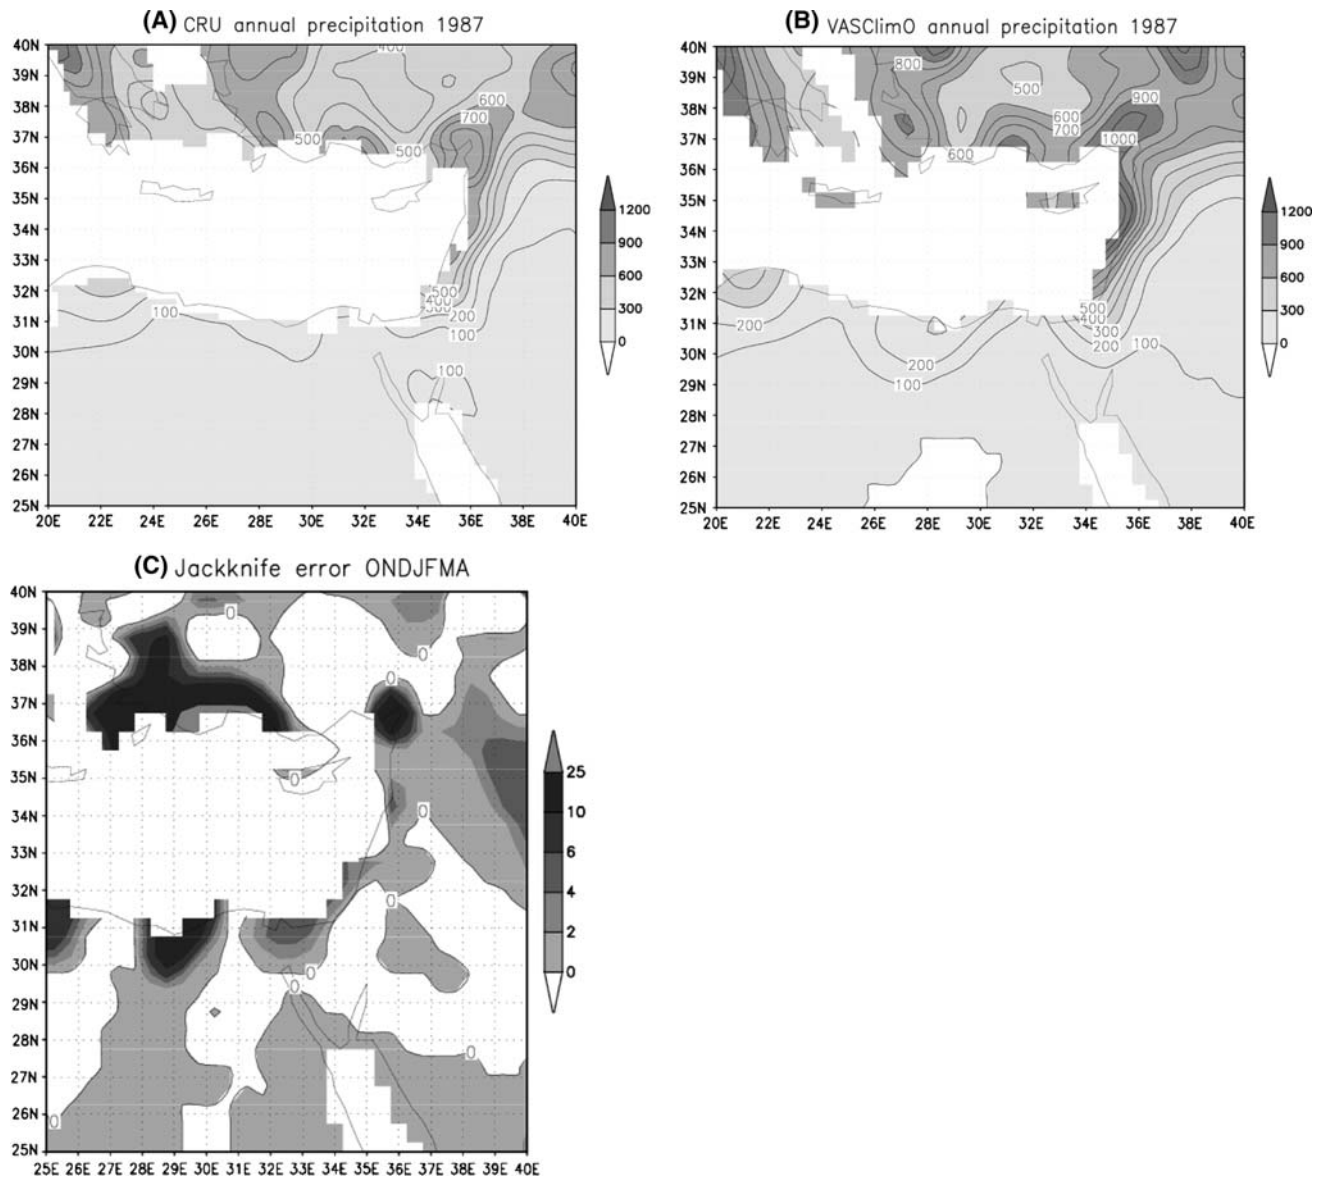 (A) CRU annual precipitation 1987
40N
39N
38N
37N
36N
35N
34N
33N
32N
31N
30N
29N
28N
27N
26N
25N
20E 22E 24E 26E 28E 30E 32E 34E 36E 38E 40E
400
600
700
500
500
500
400
200
100
100
100
1200
900
600
300
0
(B) VASClimO annual precipitation 1987
40N
39N
38N
37N
36N
35N
34N
33N
32N
31N
30N
29N
28N
27N
26N
25N
20E 22E 24E 26E 28E 30E 32E 34E 36E 38E 40E
800
500
900
600
700
1000
600
500
400
300
200
100
200
200
100
1200
900
600
300
0
(C) Jackknife error ONDJFMA
40N
39N
38N
37N
36N
35N
34N
33N
32N
31N
30N
29N
28N
27N
26N
25N
25E 26E 27E 28E 29E 30E 31E 32E 33E 34E 35E 36E 37E 38E 39E 40E
0
0
0
0
0
0
0
0
0
0
25
10
6
4
2
0